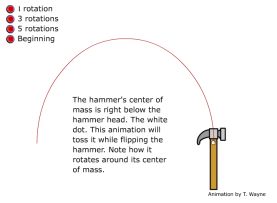 1 rotation
3 rotations
5 rotations
Beginning
The hammer's center of
mass is right below the
hammer head. The white
dot. This animation will
toss it while flipping the
hammer. Note how it
rotates around its center
of mass.
Animation by T. Wayne